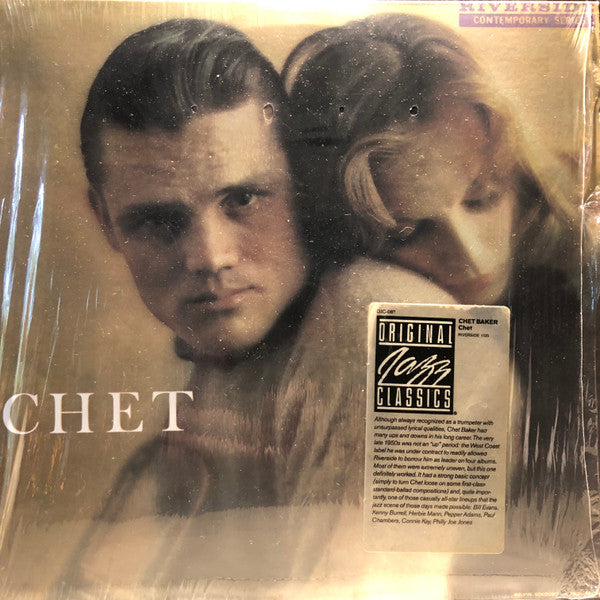 RIVERSIDE
CONTEMPORARY SERIES
CHET
OJC-087
ORIGINAL
Jazz
CLASSICS
CHET BAKER
Chet
RIVERSIDE 1135
Although always recognized as a trumpeter with
unsurpassed lyrical qualities, Chet Baker had
many ups and downs in his long career. The very
late 1950s was not an "up" period: the West Coast
label he was under contract to readily allowed
Riverside to borrow him as leader on four albums.
Most of them were extremely uneven, but this one
definitely worked. It had a strong basic concept
(simply to turn Chet loose on some first-class
standard-ballad compositions) and, quite impor-
tantly, one of those casually all-star lineups that the
jazz scene of those days made possible: Bill Evans,
Kenny Burrell, Herbie Mann, Pepper Adams, Paul
Chambers, Connie Kay, Philly Joe Jones